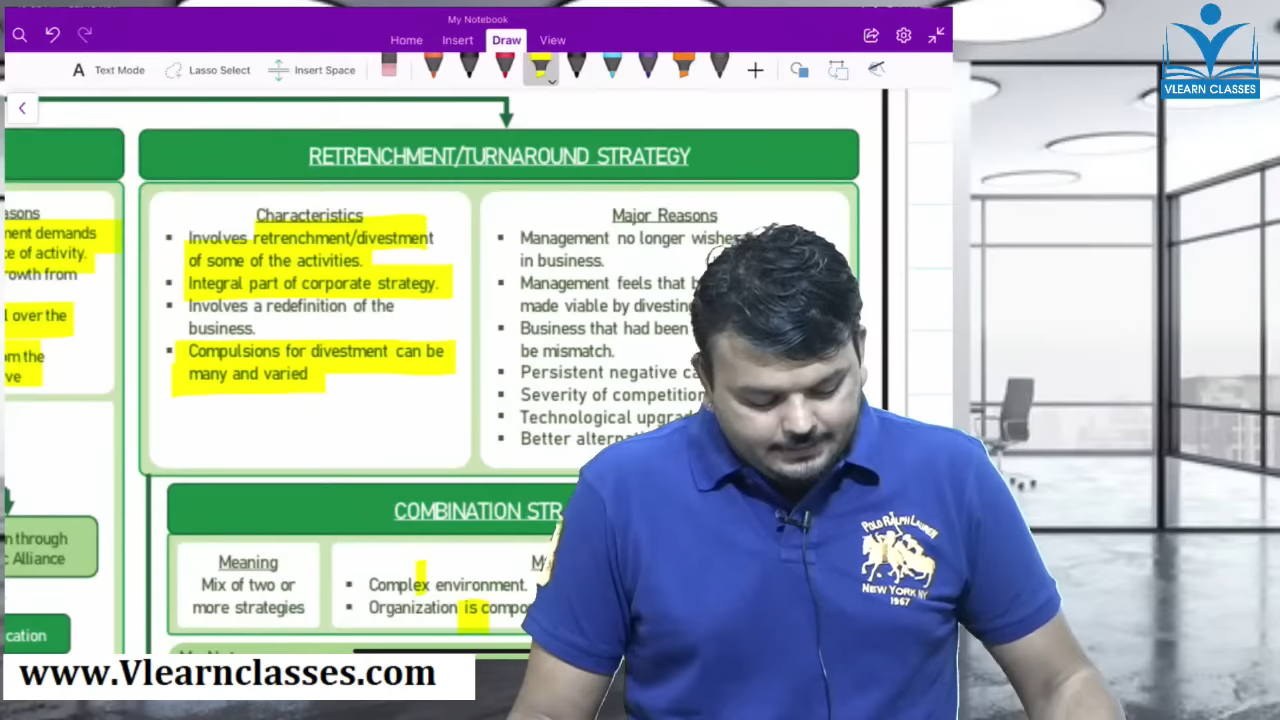 My Notebook
Home Insert Draw View
Text Mode Lasso Select Insert Space
VLEARN CLASSES
RETRENCHMENT/TURNAROUND STRATEGY
asons
ment demands
e of activity.
rowth from
l over the
om the
ve
Characteristics
▪ Involves retrenchment/divestment
of some of the activities.
▪ Integral part of corporate strategy.
▪ Involves a redefinition of the
business.
▪ Compulsions for divestment can be
many and varied
Major Reasons
▪ Management no longer wishes
in business.
▪ Management feels that b
made viable by divesting
▪ Business that had been
be mismatch.
▪ Persistent negative ca
▪ Severity of competition
▪ Technological upgra
▪ Better alterna
COMBINATION STR
Meaning
Mix of two or
more strategies
▪ Complex environment.
▪ Organization is compo
n through
c Alliance
cation
www.Vlearnclasses.com
POLO RALPH LAUREN
NEW YORK NY
1967